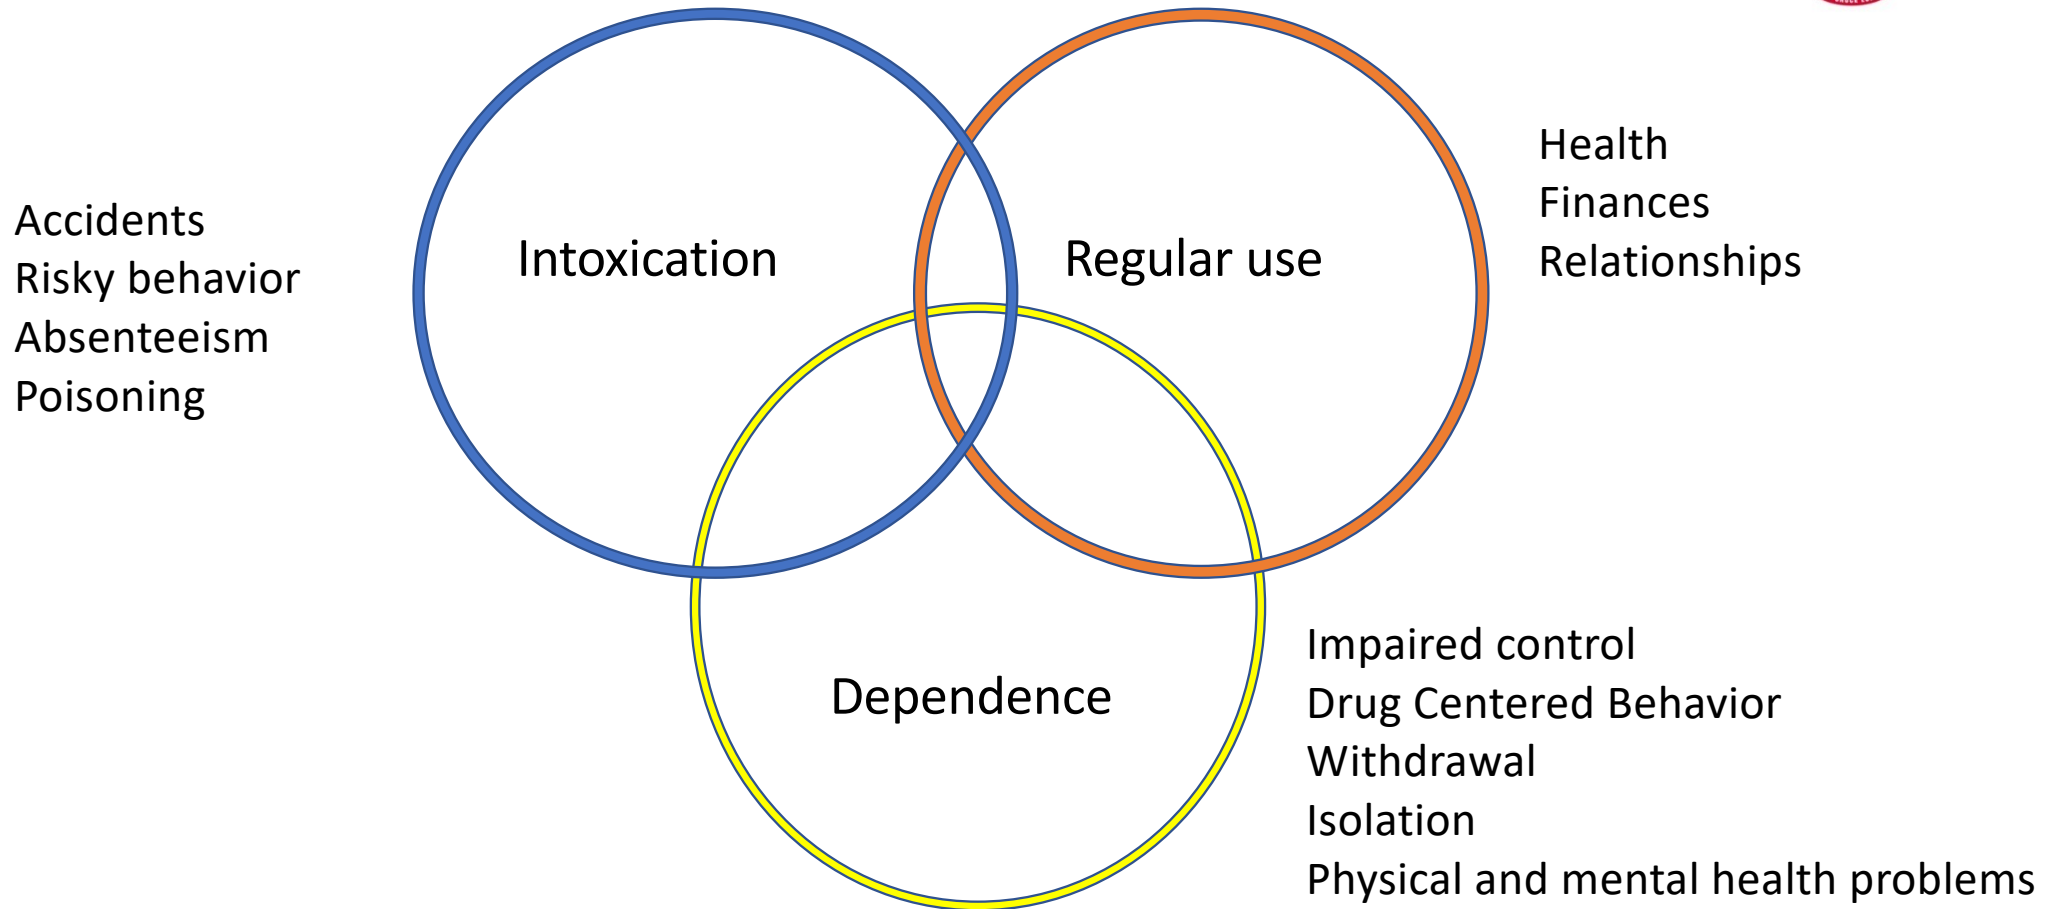 Accidents
Risky behavior
Absenteeism
Poisoning
Intoxication
Regular use
Health
Finances
Relationships
Dependence
Impaired control
Drug Centered Behavior
Withdrawal
Isolation
Physical and mental health problems